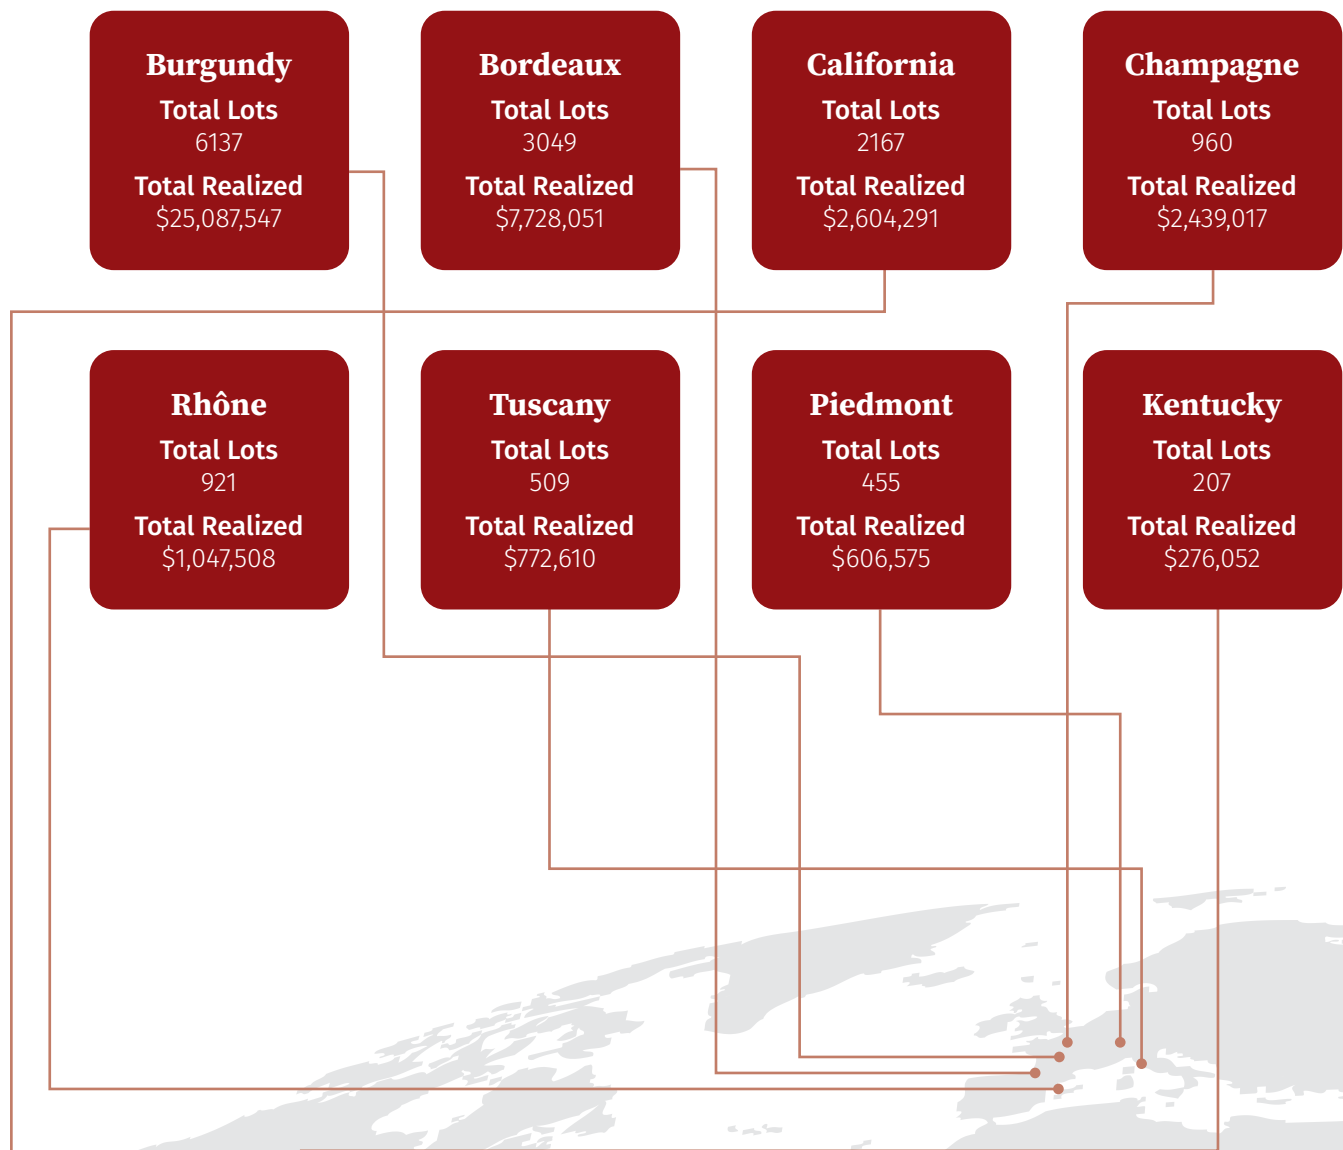 Burgundy
Total Lots
6137
Total Realized
$25,087,547
Bordeaux
Total Lots
3049
Total Realized
$7,728,051
California
Total Lots
2167
Total Realized
$2,604,291
Champagne
Total Lots
960
Total Realized
$2,439,017
Rhône
Total Lots
921
Total Realized
$1,047,508
Tuscany
Total Lots
509
Total Realized
$772,610
Piedmont
Total Lots
455
Total Realized
$606,575
Kentucky
Total Lots
207
Total Realized
$276,052